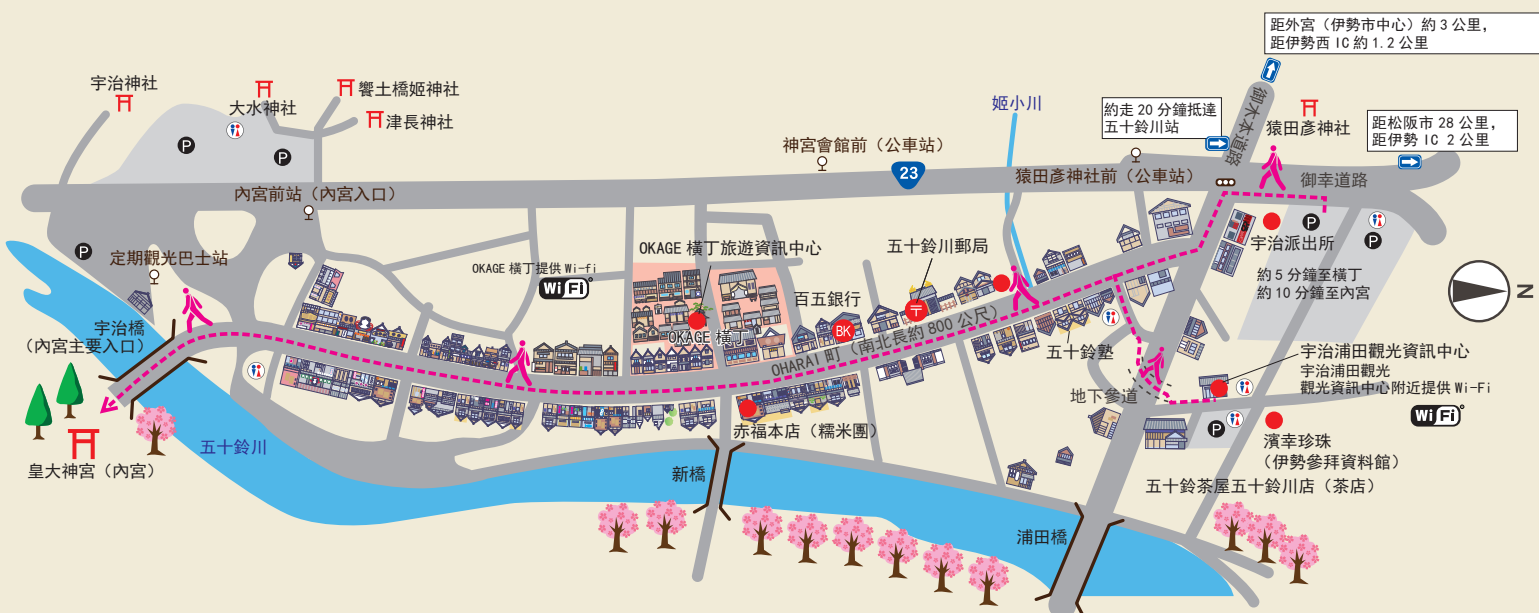 距外宮（伊勢市中心）約 3 公里，
距伊勢西 IC 約 1.2 公里
宇治神社
大水神社
饗土橋姬神社
津長神社
姬小川
約走 20 分鐘抵達
五十鈴川站
御木本道路
猿田彥神社
距松阪市 28 公里，
距伊勢 IC 2 公里
P
P
神宮會館前（公車站）
23
猿田彥神社前（公車站）
御幸道路
內宮前站（內宮入口）
P
定期觀光巴士站
OKAGE 橫丁提供 Wi-fi
Wi Fi
OKAGE 橫丁旅遊資訊中心
五十鈴川郵局
〒
宇治派出所
P
P
約 5 分鐘至橫丁
約 10 分鐘至內宮
N
百五銀行
BK
OKAGE 橫丁
OHARAI 町（南北長約 800 公尺）
宇治橋
（內宮主要入口）
五十鈴塾
地下參道
宇治浦田觀光資訊中心
宇治浦田觀光
觀光資訊中心附近提供 Wi-Fi
Wi Fi
赤福本店（糯米團）
P
濱幸珍珠
（伊勢參拜資料館）
皇大神宮（內宮）
五十鈴川
新橋
浦田橋
五十鈴茶屋五十鈴川店（茶店）